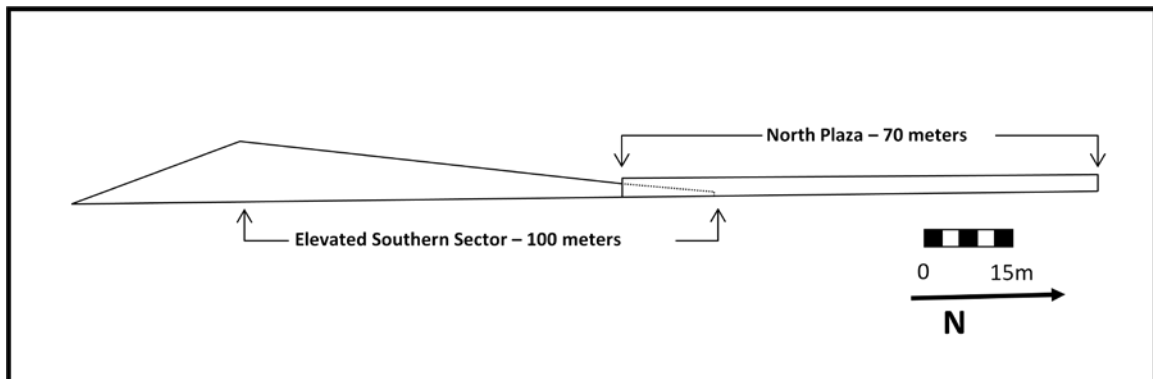 North Plaza – 70 meters
Elevated Southern Sector – 100 meters
0 15m
N